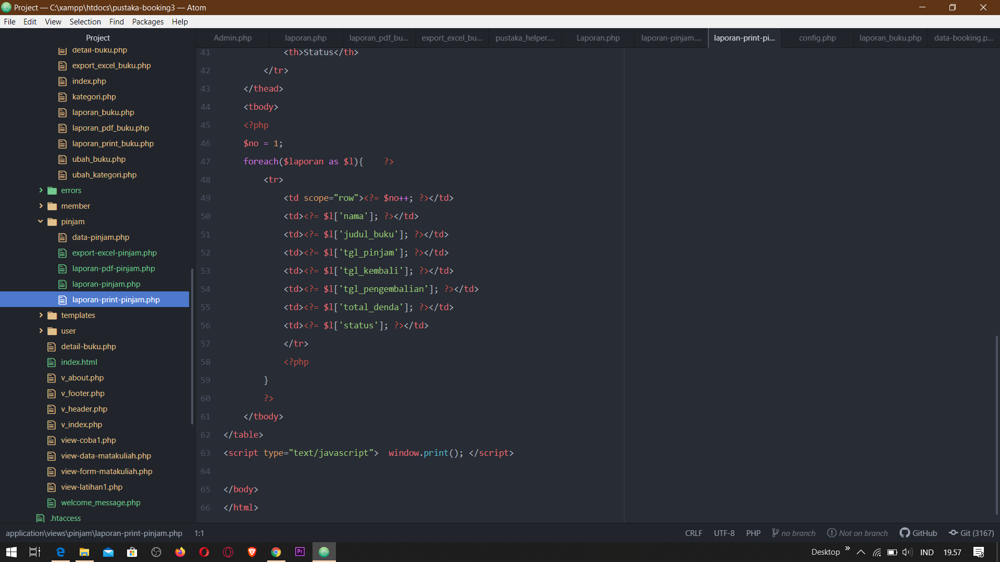 Project — C:\xampp\htdocs\pustaka-booking3 — Atom
File Edit View Selection Find Packages Help
Project
detail-buku.php
export_excel_buku.php
index.php
kategori.php
laporan_buku.php
laporan_pdf_buku.php
laporan_print_buku.php
ubah_buku.php
ubah_kategori.php
errors
member
pinjam
data-pinjam.php
export-excel-pinjam.php
laporan-pdf-pinjam.php
laporan-pinjam.php
laporan-print-pinjam.php
templates
user
detail-buku.php
index.html
v_about.php
v_footer.php
v_header.php
v_index.php
view-coba1.php
view-data-matakuliah.php
view-form-matakuliah.php
view-latihan1.php
welcome_message.php
.htaccess
Admin.php laporan.php laporan_pdf_bu... export_excel_bu... pustaka_helper.... Laporan.php laporan-pinjam.... laporan-print-pi... config.php laporan_buku.php data-booking.p...
41 <th>Status</th>
42 </tr>
43 </thead>
44 <tbody>
45 <?php
46 $no = 1;
47 foreach($laporan as $l){ ?>
48 <tr>
49 <td scope="row"><?= $no++; ?></td>
50 <td><?= $l['nama']; ?></td>
51 <td><?= $l['judul_buku']; ?></td>
52 <td><?= $l['tgl_pinjam']; ?></td>
53 <td><?= $l['tgl_kembali']; ?></td>
54 <td><?= $l['tgl_pengembalian']; ?></td>
55 <td><?= $l['total_denda']; ?></td>
56 <td><?= $l['status']; ?></td>
57 </tr>
58 <?php
59 }
60 ?>
61 </tbody>
62 </table>
63 <script type="text/javascript"> window.print(); </script>
64
65 </body>
66 </html>
application\views\pinjam\laporan-print-pinjam.php 1:1 CRLF UTF-8 PHP no branch Not on branch GitHub Git (3167)
Pr Desktop » IND 19.57